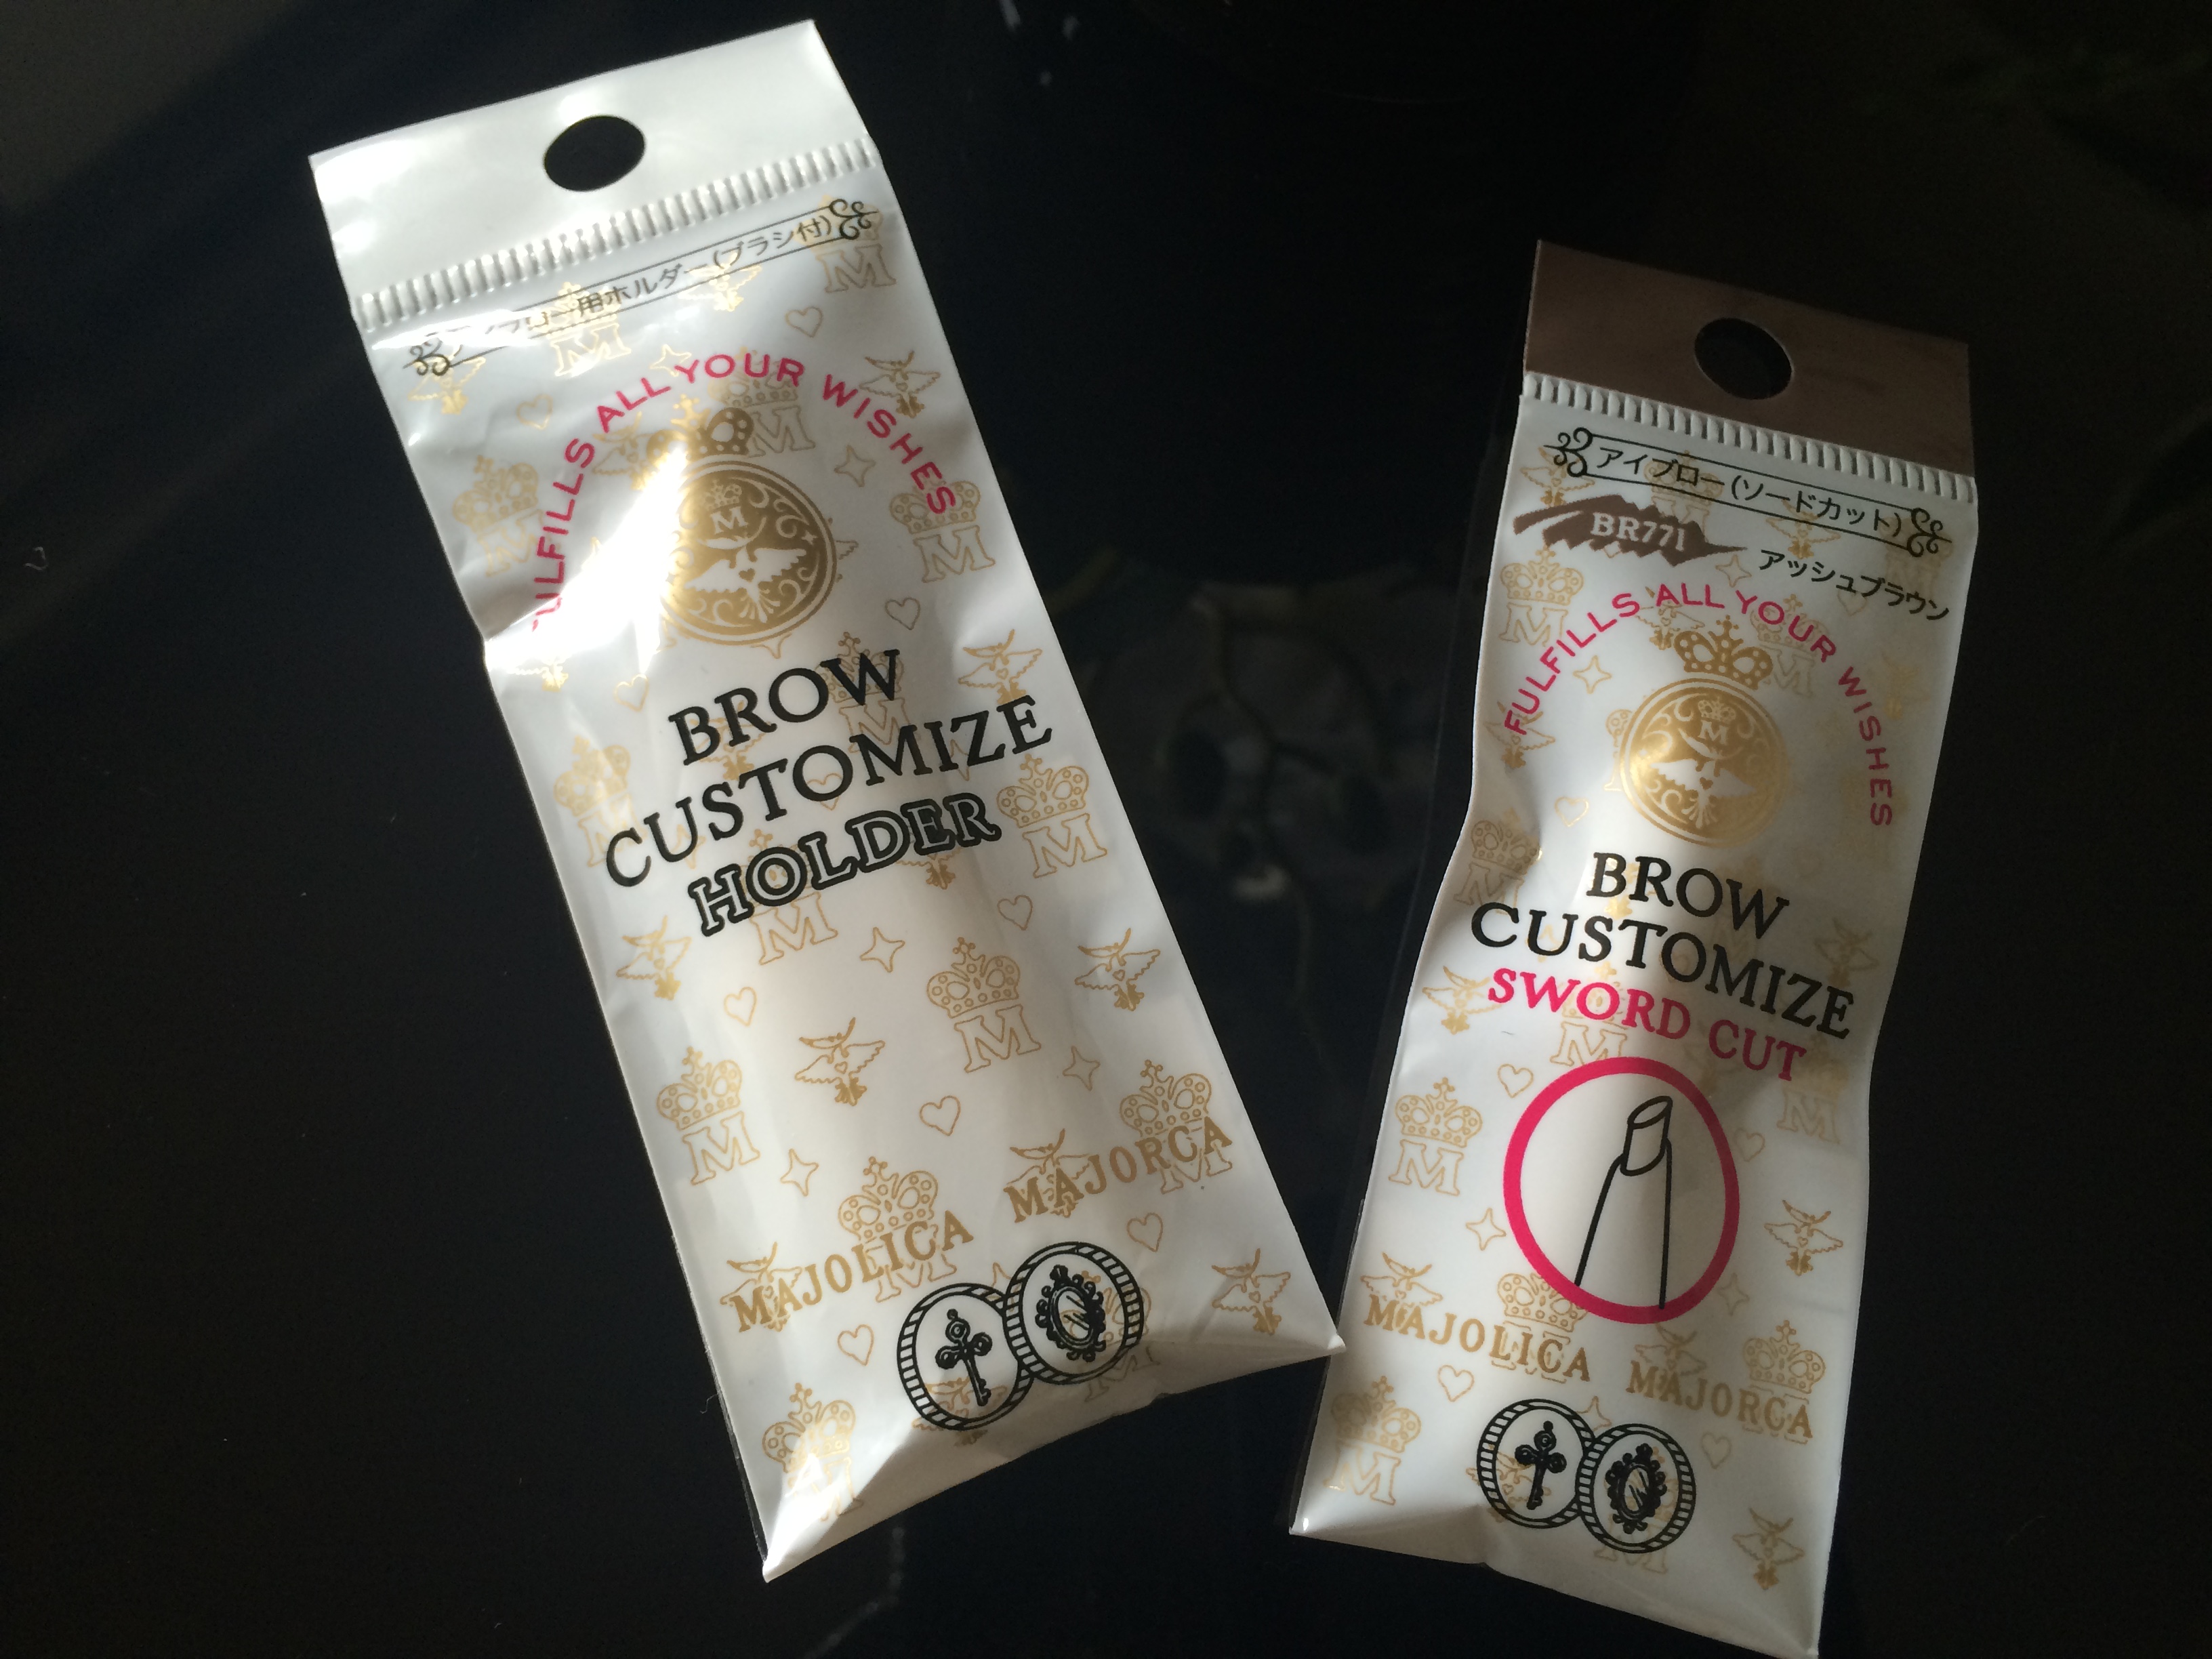 アイブロー用ホルダー(ブラシ付)
FULFILLS ALL YOUR WISHES
M
BROW
CUSTOMIZE
HOLDER
MAJOLICA MAJORCA
アイブロー(ソードカット)
BR771
アッシュブラウン
FULFILLS ALL YOUR WISHES
M
BROW
CUSTOMIZE
SWORD CUT
MAJOLICA MAJORCA